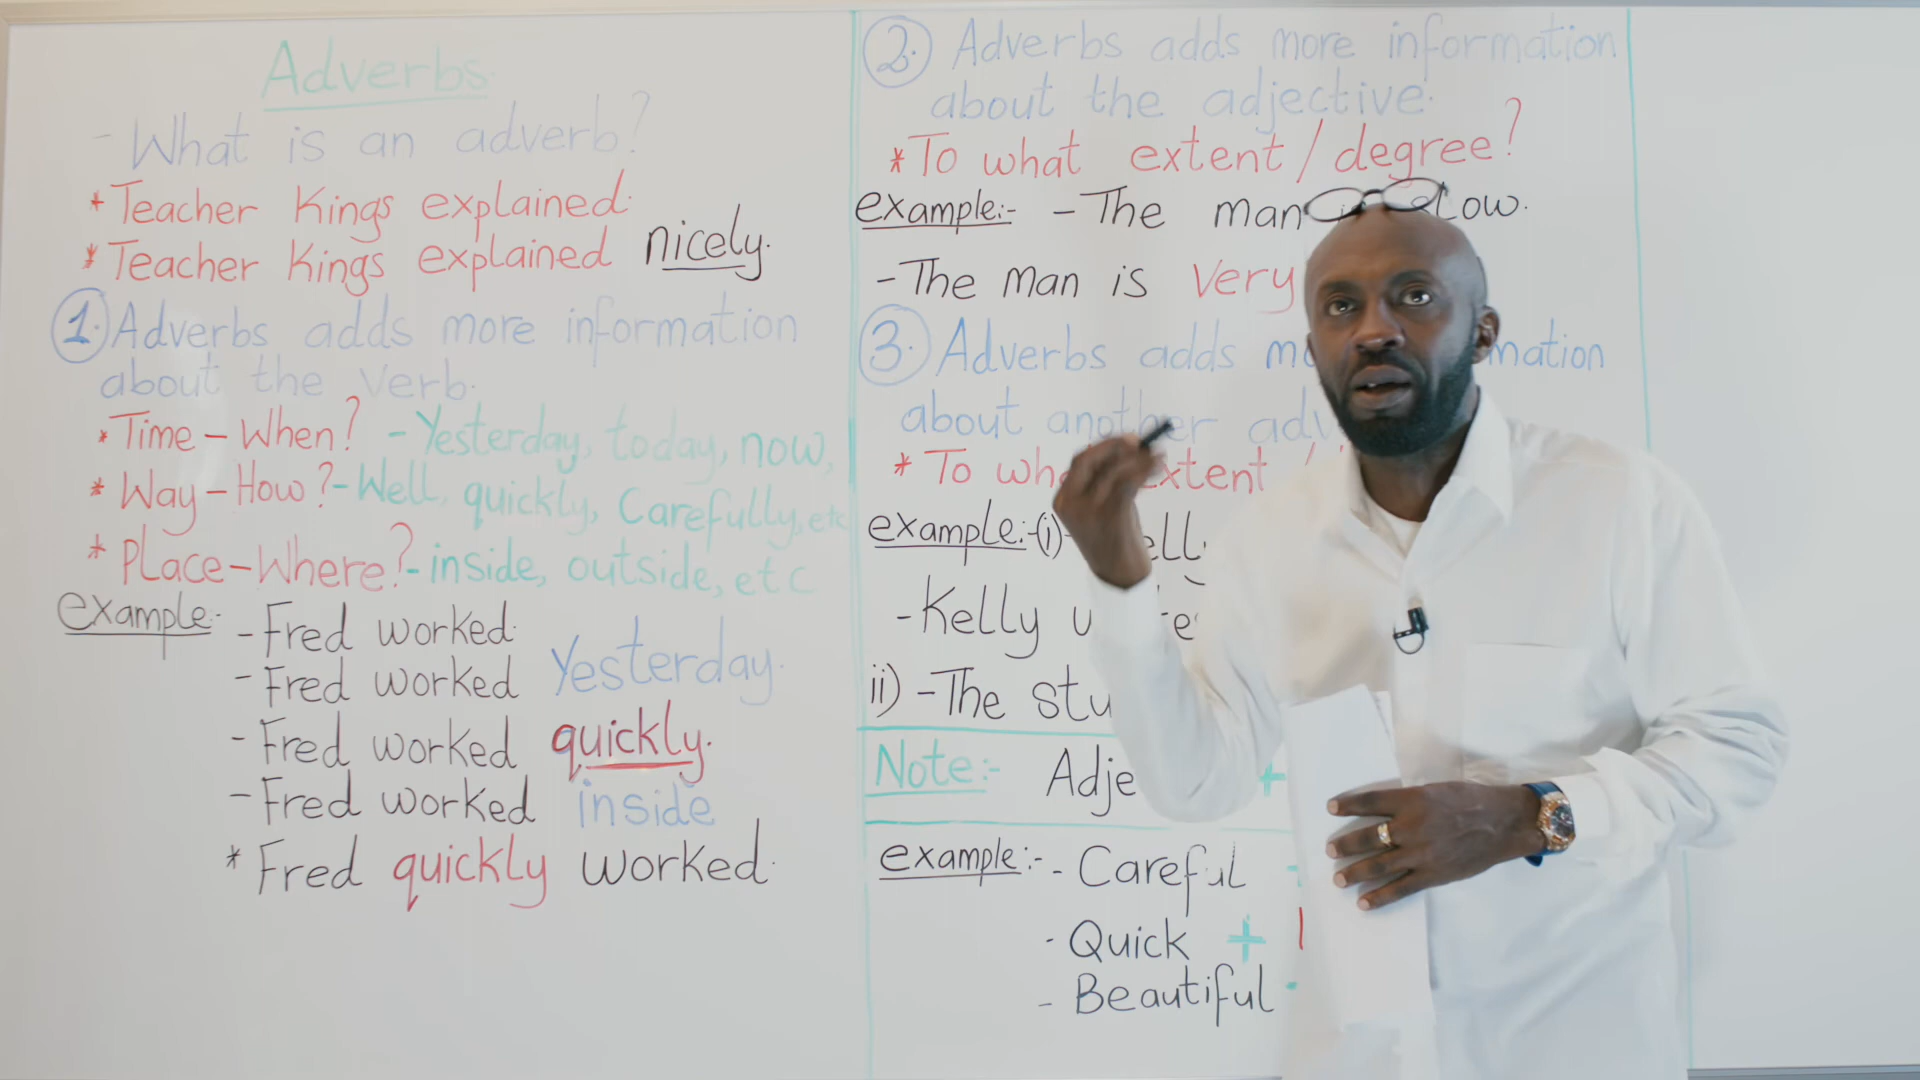 Adverbs.
- What is an adverb?
* Teacher Kings explained.
* Teacher Kings explained nicely.
1. Adverbs adds more information
about the verb.
* Time - When? - Yesterday, today, now,
* Way - How? - Well, quickly, Carefully, etc
* Place - Where? - inside, outside, etc
example:-
- Fred worked.
- Fred worked Yesterday.
- Fred worked quickly.
- Fred worked inside
* Fred quickly worked.
2. Adverbs adds more information
about the adjective.
* To what extent / degree?
example:- - The man
- The man is Very
3. Adverbs adds
about another
* To extent
example:- (i)
- Kelly
ii) - The
Note:- +
example:- - Careful
- Quick +
- Beautiful